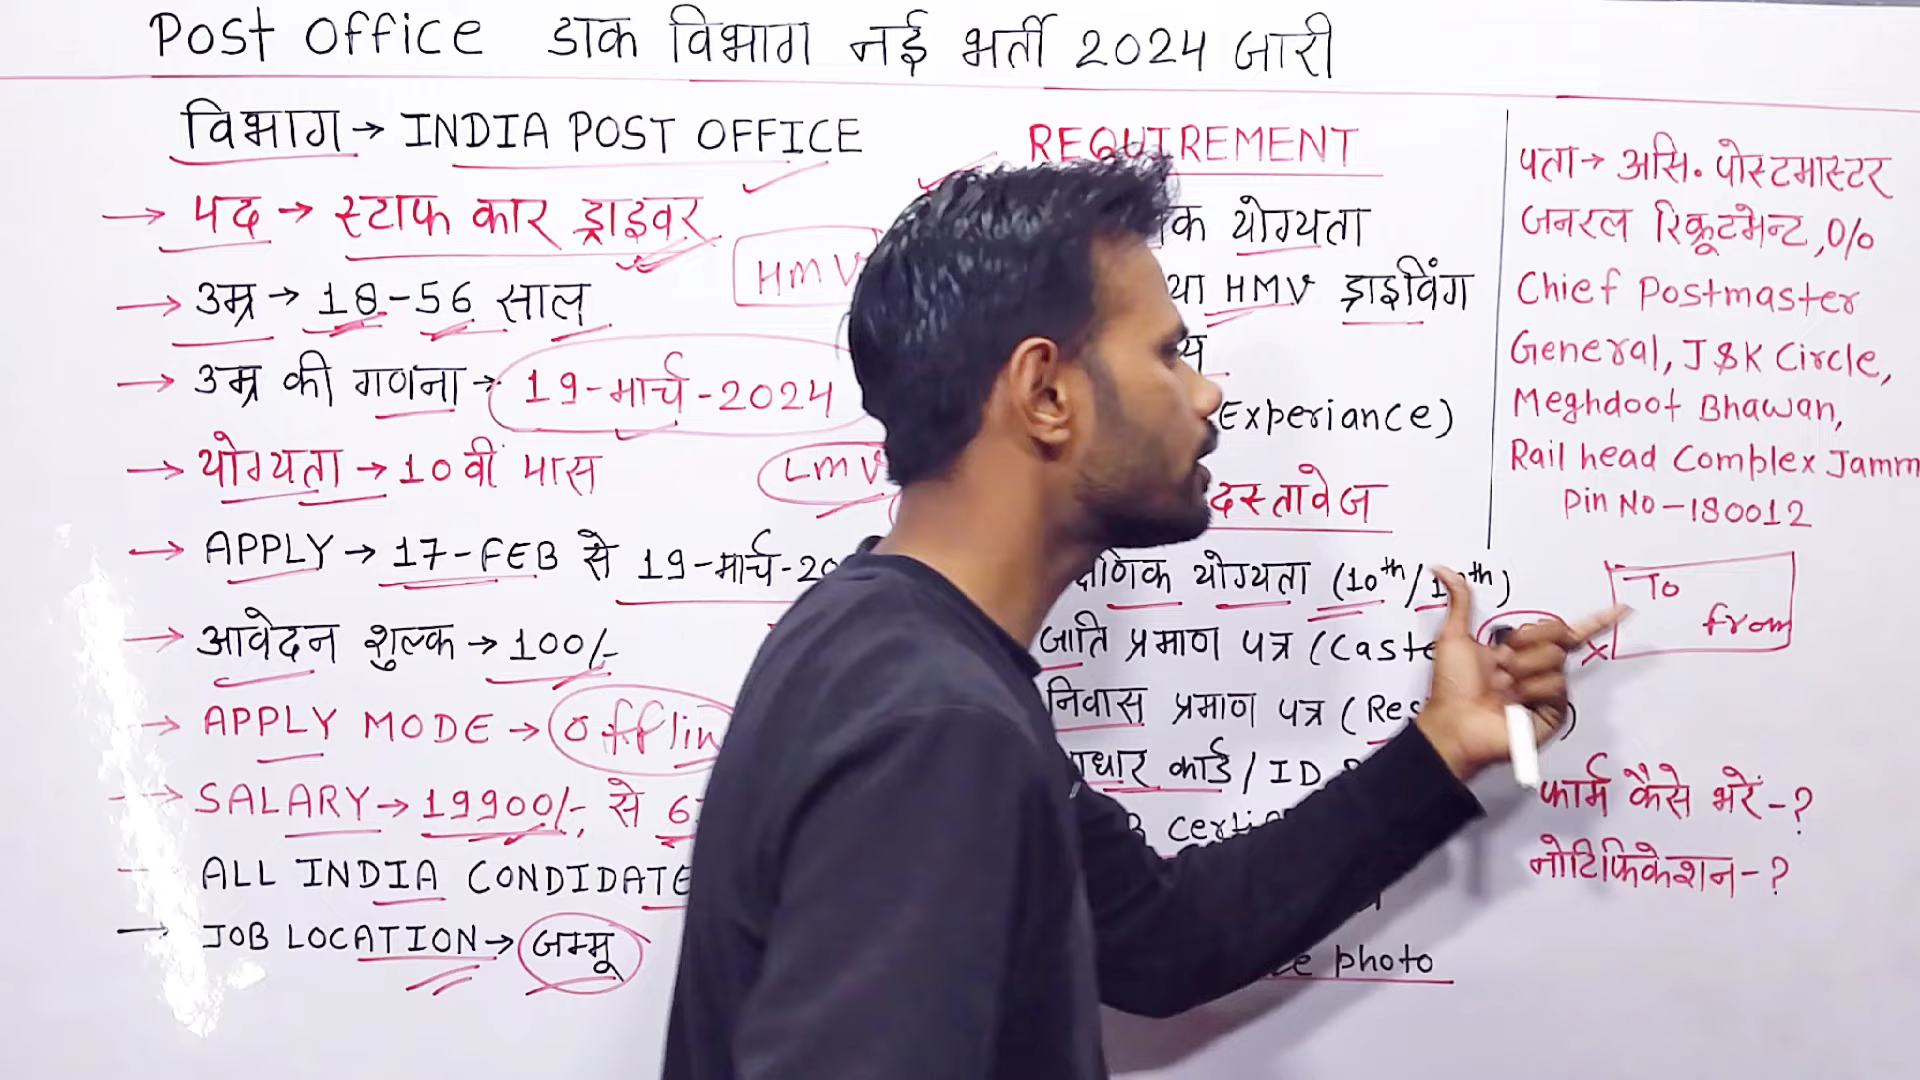 Post office डाक विभाग नई भर्ती 2024 जारी
विभाग → INDIA POST OFFICE
→ पद → स्टाफ कार ड्राइवर
HMV
→ उम्र → 18-56 साल
→ उम्र की गणना → 19-मार्च-2024
→ योग्यता → 10वीं पास
LMV
→ APPLY → 17-FEB से 19-मार्च-20
→ आवेदन शुल्क → 100/-
→ APPLY MODE → offlin
→ SALARY → 19900/- से 6
ALL INDIA CONDIDATE
→ JOB LOCATION → जम्मू
REQUIREMENT
क योग्यता
या HMV ड्राइविंग
(Experiance)
दस्तावेज
योग्यता (10th/ th)
जाति प्रमाण पत्र (Caste
निवास प्रमाण पत्र (Res )
आधार कार्ड / ID
certi
photo
पता → असि. पोस्टमास्टर
जनरल रिक्रूटमेन्ट, O/o
Chief Postmaster
General, J&K Circle,
Meghdoot Bhawan,
Rail head Complex Jamm
Pin No - 180012
To
from
फार्म कैसे भरें - ?
नोटिफिकेशन - ?